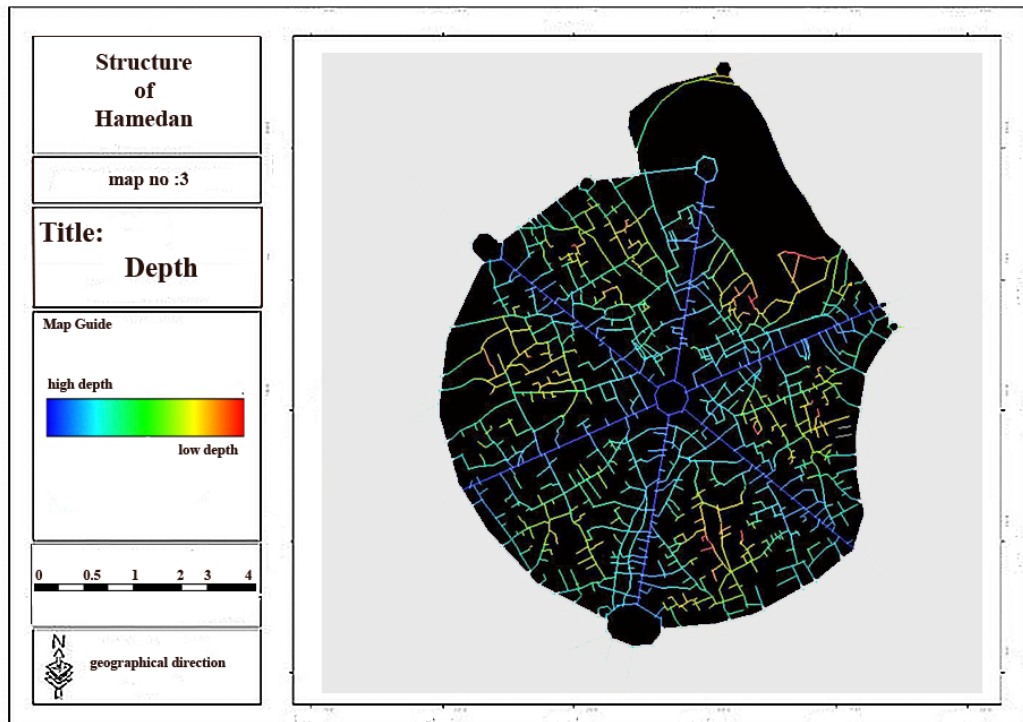 Structure
of
Hamedan
map no :3
Title:
Depth
Map Guide
high depth
low depth
0 0.5 1 2 3 4
N
geographical direction